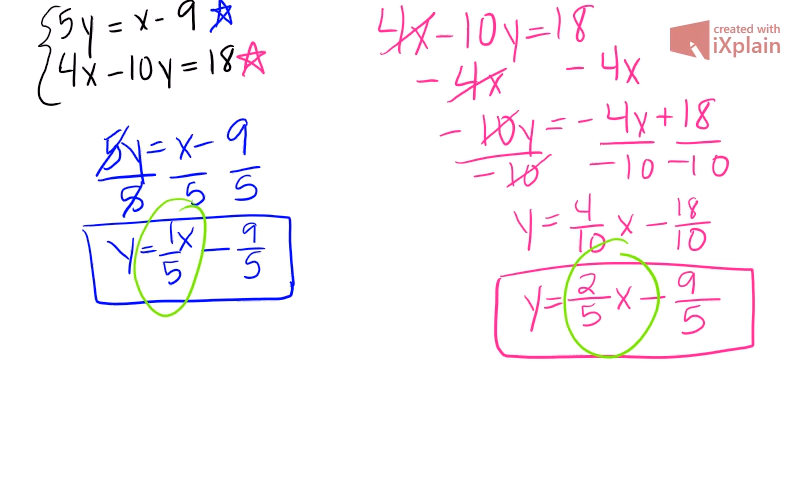 5y = x - 9
4x - 10y = 18
5y = x - 9
5 5 5
y = 1x/5 - 9/5
4x - 10y = 18
- 4x - 4x
- 10y = - 4x + 18
-10 -10 -10
y = 4/10 x - 18/10
y = 2/5 x - 9/5
created with
iXplain